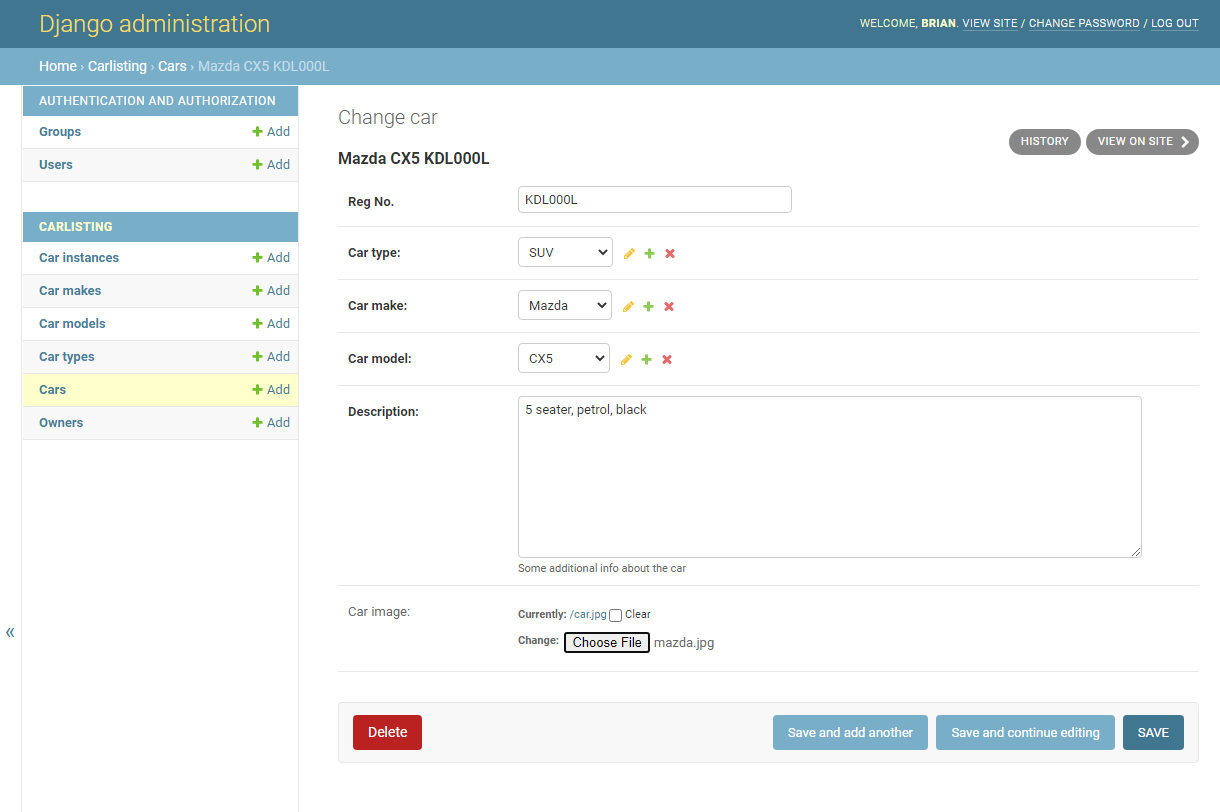 Django administration
WELCOME, BRIAN. VIEW SITE / CHANGE PASSWORD / LOG OUT
Home › Carlisting › Cars › Mazda CX5 KDL000L
AUTHENTICATION AND AUTHORIZATION
Groups Add
Users Add
CARLISTING
Car instances Add
Car makes Add
Car models Add
Car types Add
Cars Add
Owners Add
«
Change car
HISTORY
VIEW ON SITE
Mazda CX5 KDL000L
Reg No. KDL000L
Car type: SUV
Car make: Mazda
Car model: CX5
Description: 5 seater, petrol, black
Some additional info about the car
Car image: Currently: /car.jpg Clear
Change: Choose File mazda.jpg
Delete Save and add another Save and continue editing SAVE